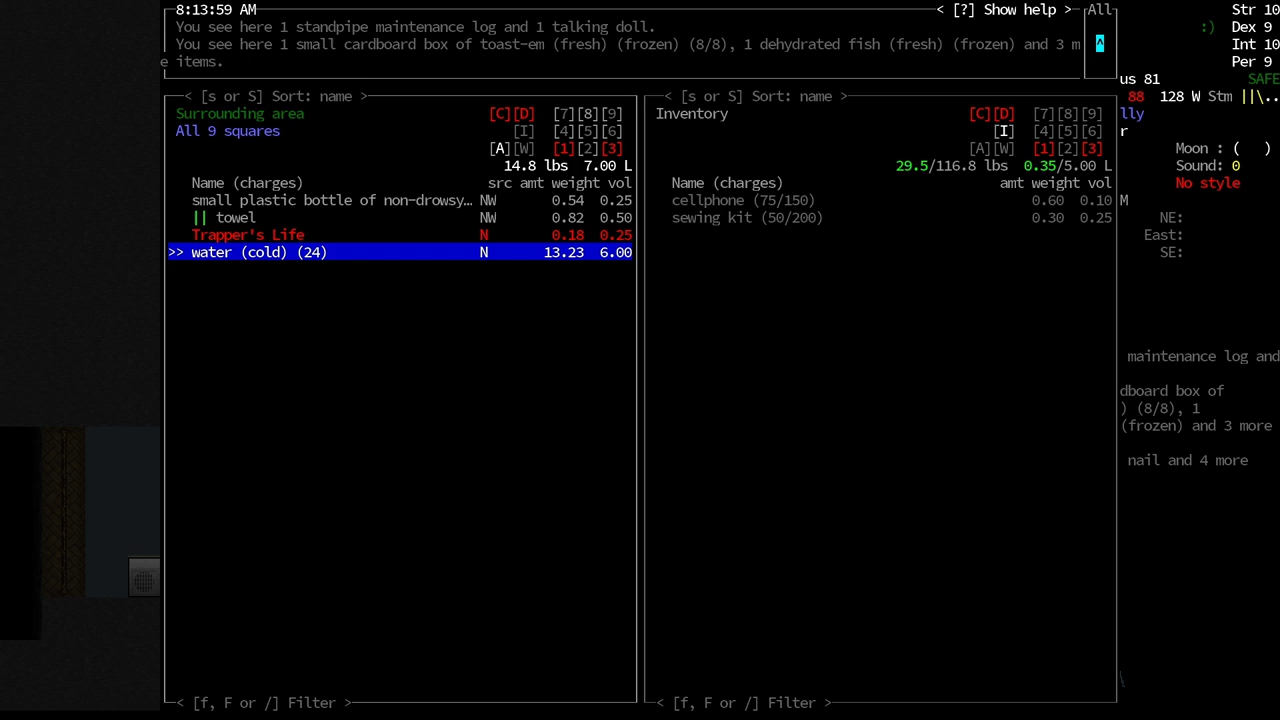 8:13:59 AM < [?] Show help > All Str 10
You see here 1 standpipe maintenance log and 1 talking doll. :) Dex 9
You see here 1 small cardboard box of toast-em (fresh) (frozen) (8/8), 1 dehydrated fish (fresh) (frozen) and 3 m ^ Int 10
e items. Per 9
us 81 SAFE
< [s or S] Sort: name > < [s or S] Sort: name > 88 128 W Stm ||\..
Surrounding area [C][D] [7][8][9] Inventory [C][D] [7][8][9] lly
All 9 squares [I] [4][5][6] [I] [4][5][6] r
[A][W] [1][2][3] [A][W] [1][2][3] Moon : ( )
14.8 lbs 7.00 L 29.5/116.8 lbs 0.35/5.00 L Sound: 0
Name (charges) src amt weight vol Name (charges) amt weight vol No style
small plastic bottle of non-drowsy… NW 0.54 0.25 cellphone (75/150) 0.60 0.10 M
|| towel NW 0.82 0.50 sewing kit (50/200) 0.30 0.25 NE:
Trapper's Life N 0.18 0.25 East:
>> water (cold) (24) N 13.23 6.00 SE:
maintenance log and
dboard box of
) (8/8), 1
(frozen) and 3 more
nail and 4 more
\
< [f, F or /] Filter > < [f, F or /] Filter >